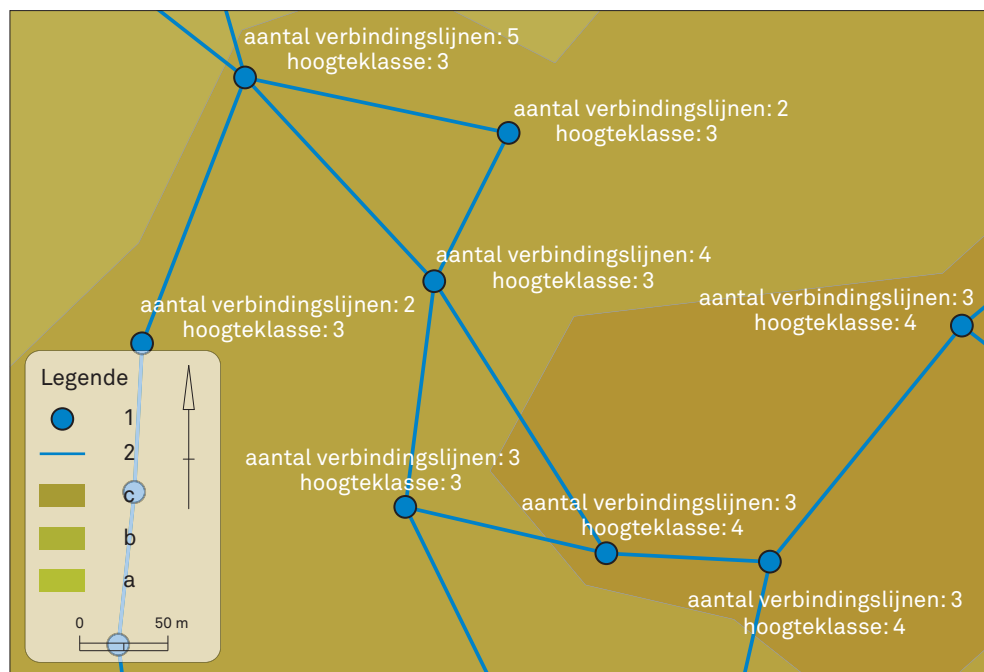 aantal verbindingslijnen: 5
hoogteklasse: 3
aantal verbindingslijnen: 2
hoogteklasse: 3
aantal verbindingslijnen: 4
hoogteklasse: 3
aantal verbindingslijnen: 2
hoogteklasse: 3
aantal verbindingslijnen: 3
hoogteklasse: 4
aantal verbindingslijnen: 3
hoogteklasse: 3
aantal verbindingslijnen: 3
hoogteklasse: 4
aantal verbindingslijnen: 3
hoogteklasse: 4
Legende
1
2
c
b
a
0 50 m